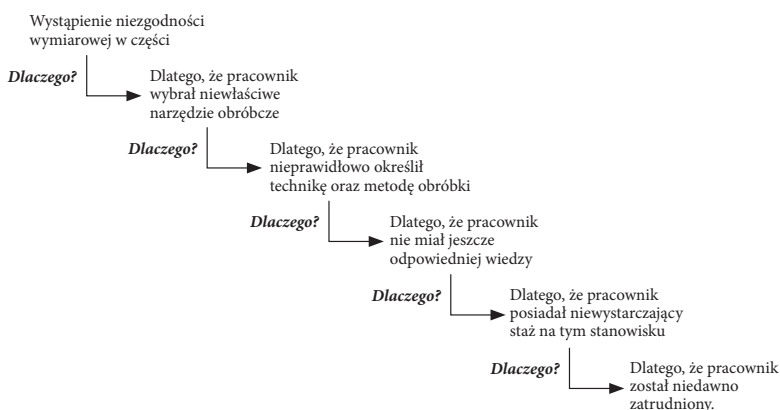 Wystąpienie niezgodności
wymiarowej w części
Dlaczego?
Dlatego, że pracownik
wybrał niewłaściwe
narzędzie obróbcze
Dlaczego?
Dlatego, że pracownik
nieprawidłowo określił
technikę oraz metodę obróbki
Dlaczego?
Dlatego, że pracownik
nie miał jeszcze
odpowiedniej wiedzy
Dlaczego?
Dlatego, że pracownik
posiadał niewystarczający
staż na tym stanowisku
Dlaczego?
Dlatego, że pracownik
został niedawno
zatrudniony.